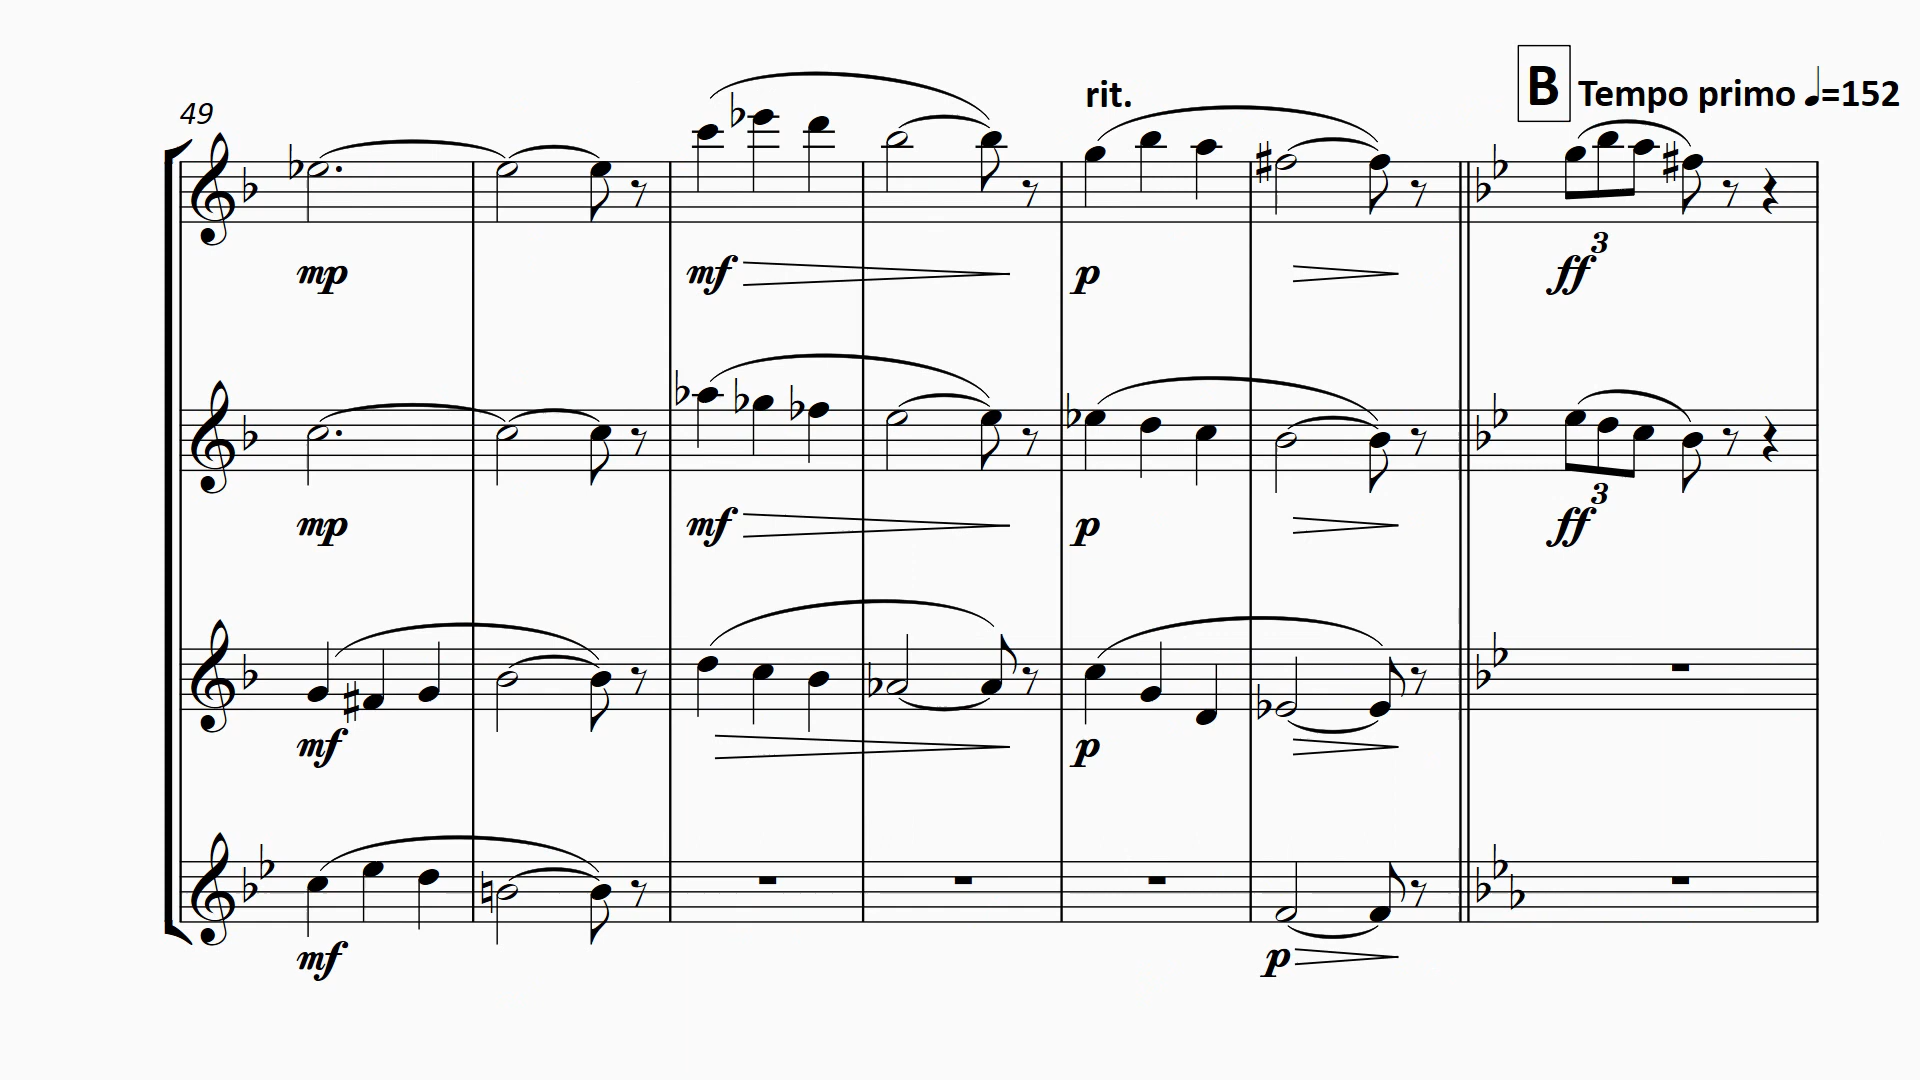 B Tempo primo ♩=152
49 rit.
3
mp mf p ff
3
mp mf p ff
mf p
mf p